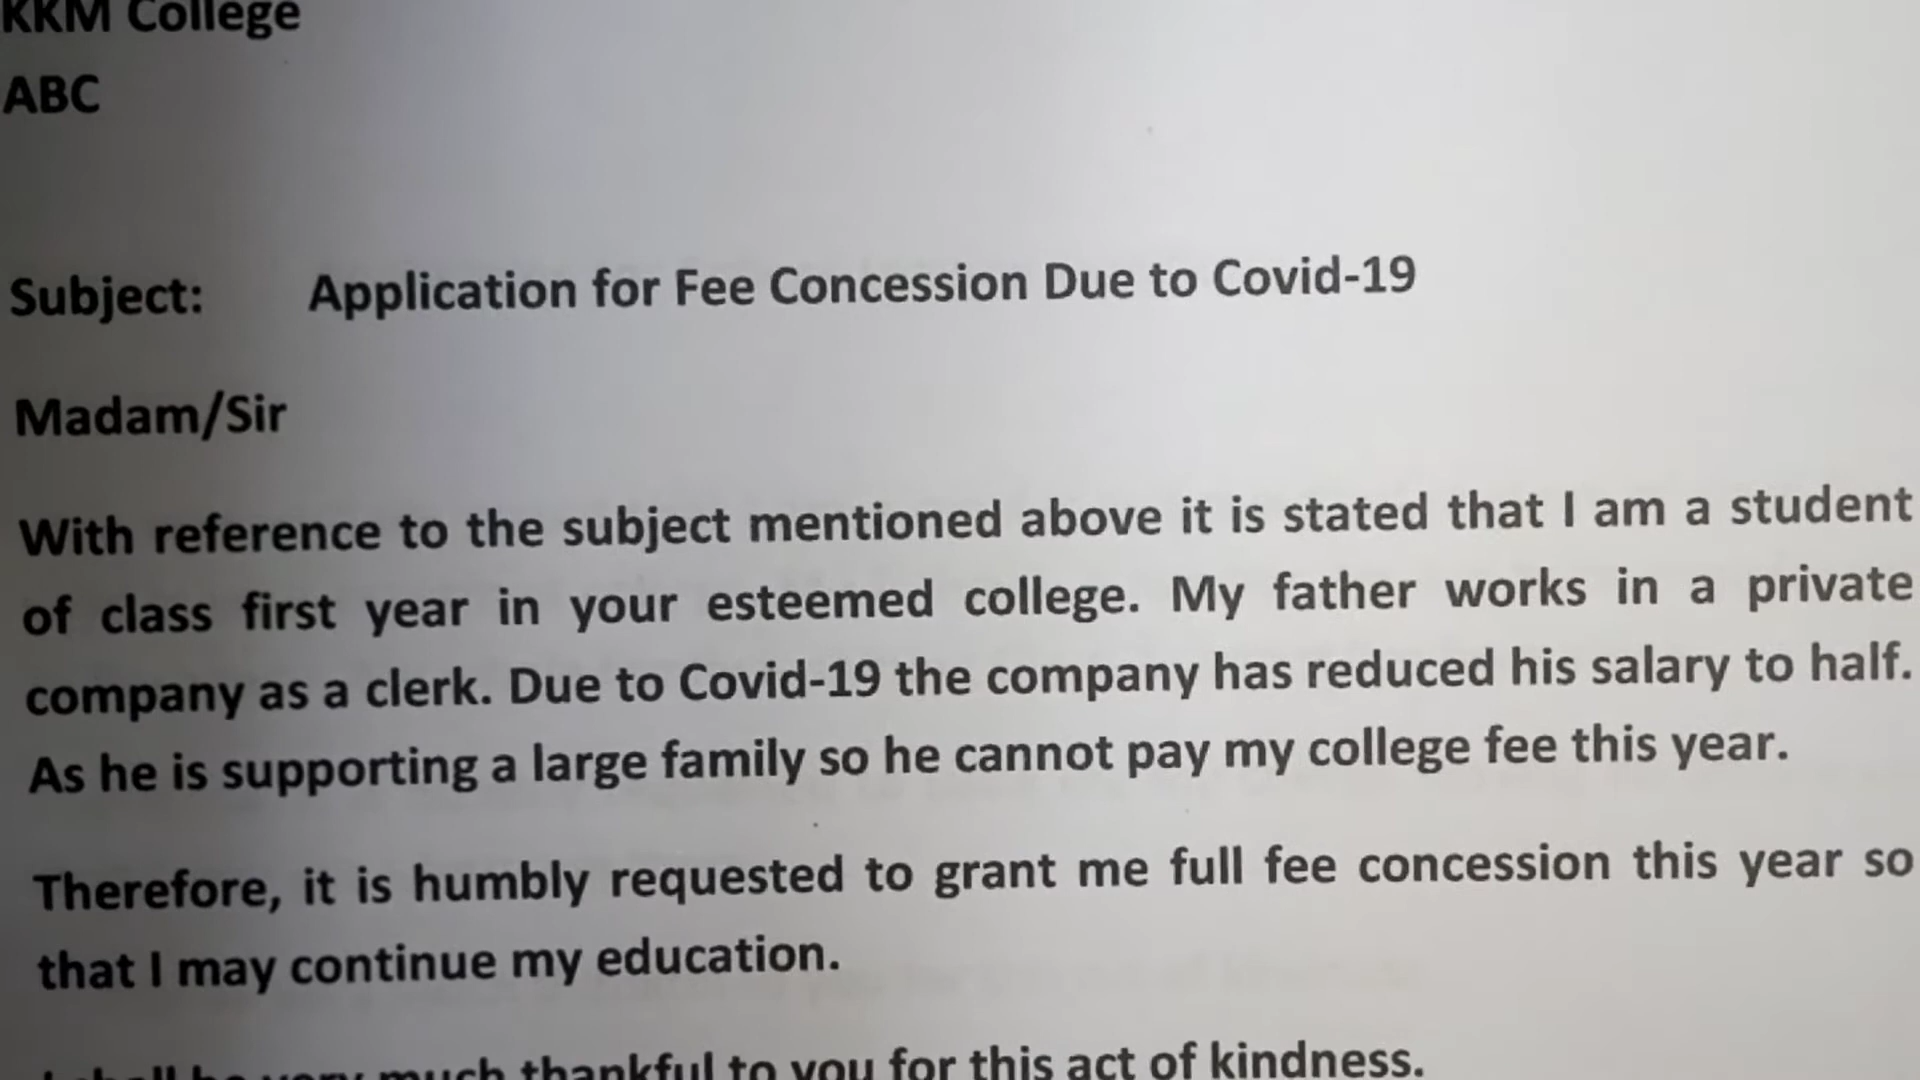 KKM College
ABC
Subject: Application for Fee Concession Due to Covid-19
Madam/Sir
With reference to the subject mentioned above it is stated that I am a student
of class first year in your esteemed college. My father works in a private
company as a clerk. Due to Covid-19 the company has reduced his salary to half.
As he is supporting a large family so he cannot pay my college fee this year.
Therefore, it is humbly requested to grant me full fee concession this year so
that I may continue my education.
I shall be very much thankful to you for this act of kindness.